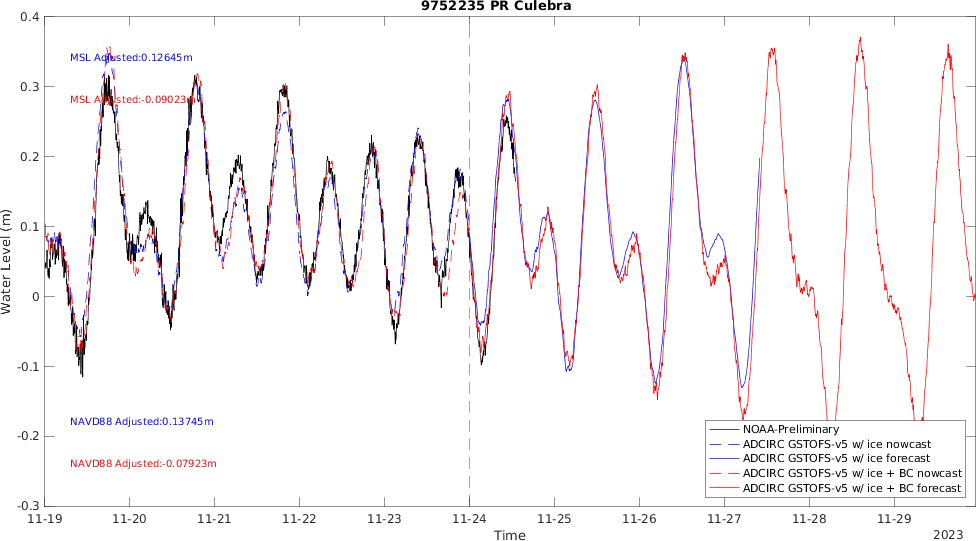 9752235 PR Culebra
0.4
0.3
0.2
0.1
0
-0.1
-0.2
-0.3
Water Level (m)
MSL Adjusted:0.12645m
MSL Adjusted:-0.09023m
NAVD88 Adjusted:0.13745m
NAVD88 Adjusted:-0.07923m
NOAA-Preliminary
ADCIRC GSTOFS-v5 w/ ice nowcast
ADCIRC GSTOFS-v5 w/ ice forecast
ADCIRC GSTOFS-v5 w/ ice + BC nowcast
ADCIRC GSTOFS-v5 w/ ice + BC forecast
11-19 11-20 11-21 11-22 11-23 11-24 11-25 11-26 11-27 11-28 11-29
Time
2023